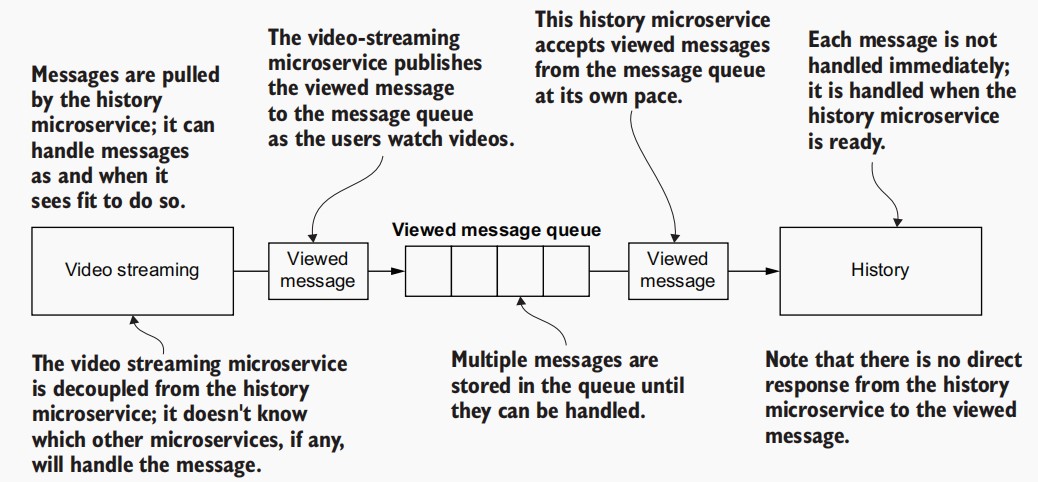 Messages are pulled
by the history
microservice; it can
handle messages
as and when it
sees fit to do so.
The video-streaming
microservice publishes
the viewed message
to the message queue
as the users watch videos.
This history microservice
accepts viewed messages
from the message queue
at its own pace.
Each message is not
handled immediately;
it is handled when the
history microservice
is ready.
Viewed message queue
Video streaming
Viewed
message
Viewed
message
History
The video streaming microservice
is decoupled from the history
microservice; it doesn't know
which other microservices, if any,
will handle the message.
Multiple messages are
stored in the queue until
they can be handled.
Note that there is no direct
response from the history
microservice to the viewed
message.